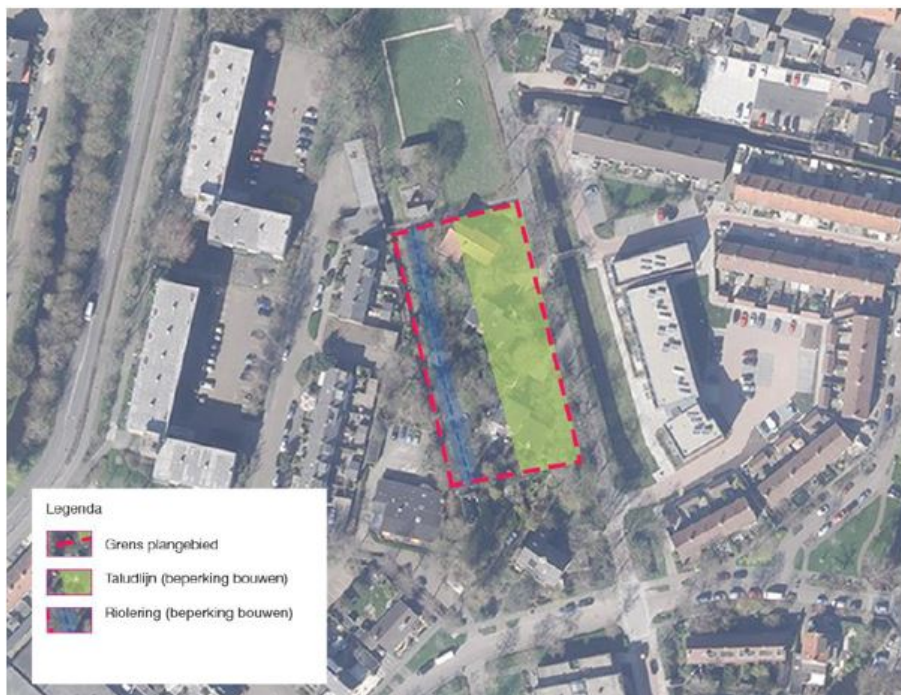 Legenda
Grens plangebied
Taludlijn (beperking bouwen)
Riolering (beperking bouwen)